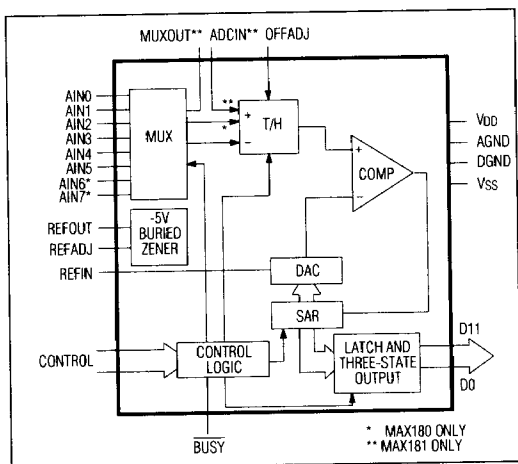 MUXOUT** ADCIN** OFFADJ
AIN0
AIN1
AIN2
AIN3
AIN4
AIN5
AIN6*
AIN7*
MUX
**
+
*
−
T/H
VDD
AGND
DGND
VSS
+
−
COMP
REFOUT
REFADJ
-5V
BURIED
ZENER
REFIN
DAC
SAR
CONTROL
CONTROL
LOGIC
LATCH AND
THREE-STATE
OUTPUT
D11
D0
BUSY
* MAX180 ONLY
** MAX181 ONLY